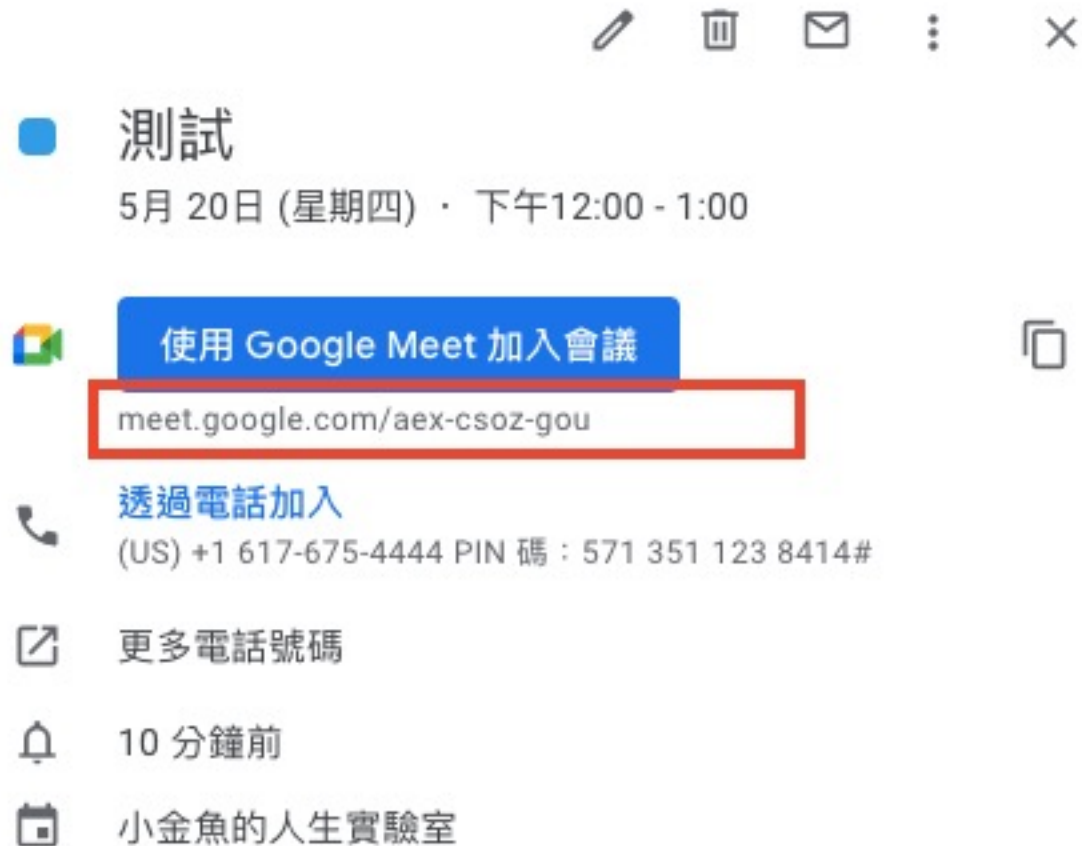 測試
5月 20日 (星期四) · 下午12:00 - 1:00
使用 Google Meet 加入會議
meet.google.com/aex-csoz-gou
透過電話加入
(US) +1 617-675-4444 PIN 碼：571 351 123 8414#
更多電話號碼
10 分鐘前
小金魚的人生實驗室